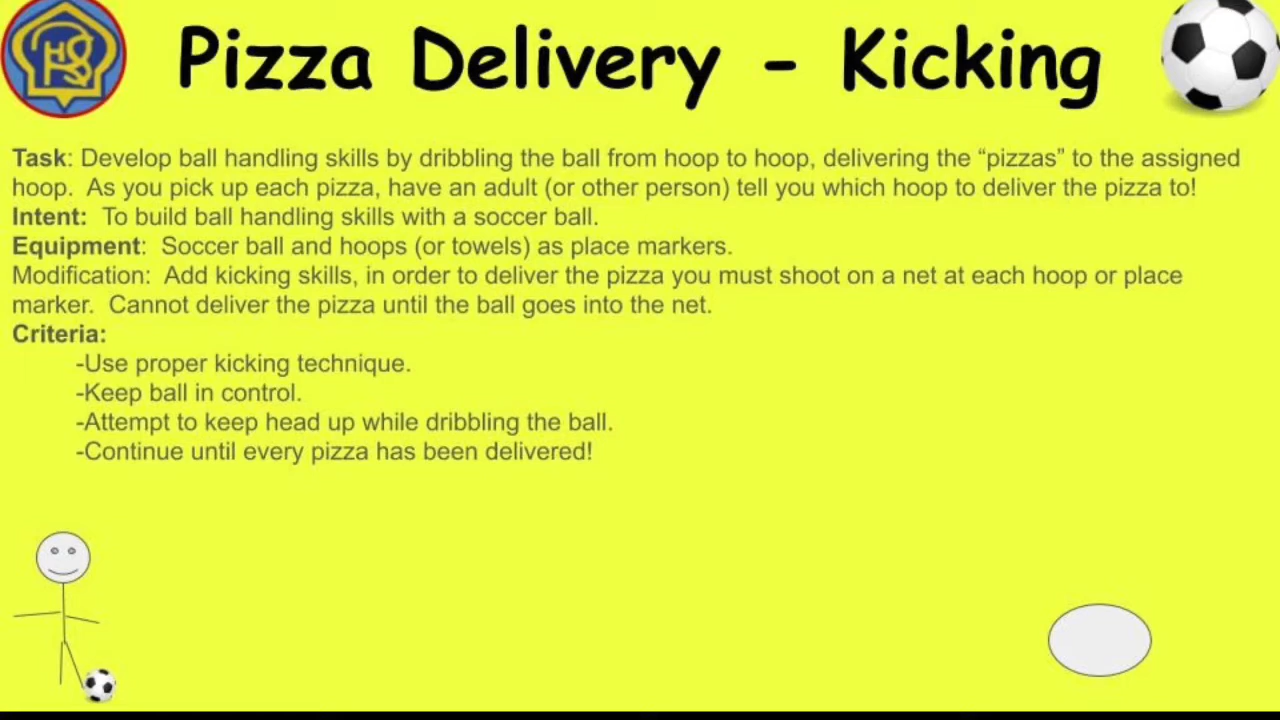 Pizza Delivery - Kicking
Task: Develop ball handling skills by dribbling the ball from hoop to hoop, delivering the “pizzas” to the assigned
hoop.  As you pick up each pizza, have an adult (or other person) tell you which hoop to deliver the pizza to!
Intent:  To build ball handling skills with a soccer ball.
Equipment:  Soccer ball and hoops (or towels) as place markers.
Modification:  Add kicking skills, in order to deliver the pizza you must shoot on a net at each hoop or place
marker.  Cannot deliver the pizza until the ball goes into the net.
Criteria:
-Use proper kicking technique.
-Keep ball in control.
-Attempt to keep head up while dribbling the ball.
-Continue until every pizza has been delivered!